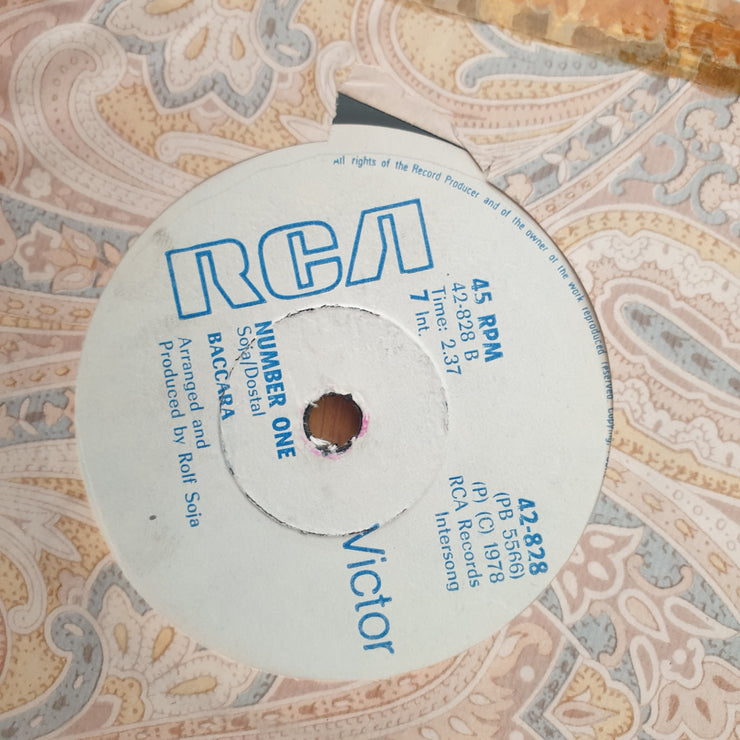 All rights of the Record Producer and of the owner of the work reproduced reserved. Copying,
RCA
Victor
45 RPM
42-828 B
Time: 2.37
7 Int.
42-828
(PB 5566)
(P) (C) 1978
RCA Records
Intersong
NUMBER ONE
Soja/Dostal
BACCARA
Arranged and
Produced by Rolf Soja